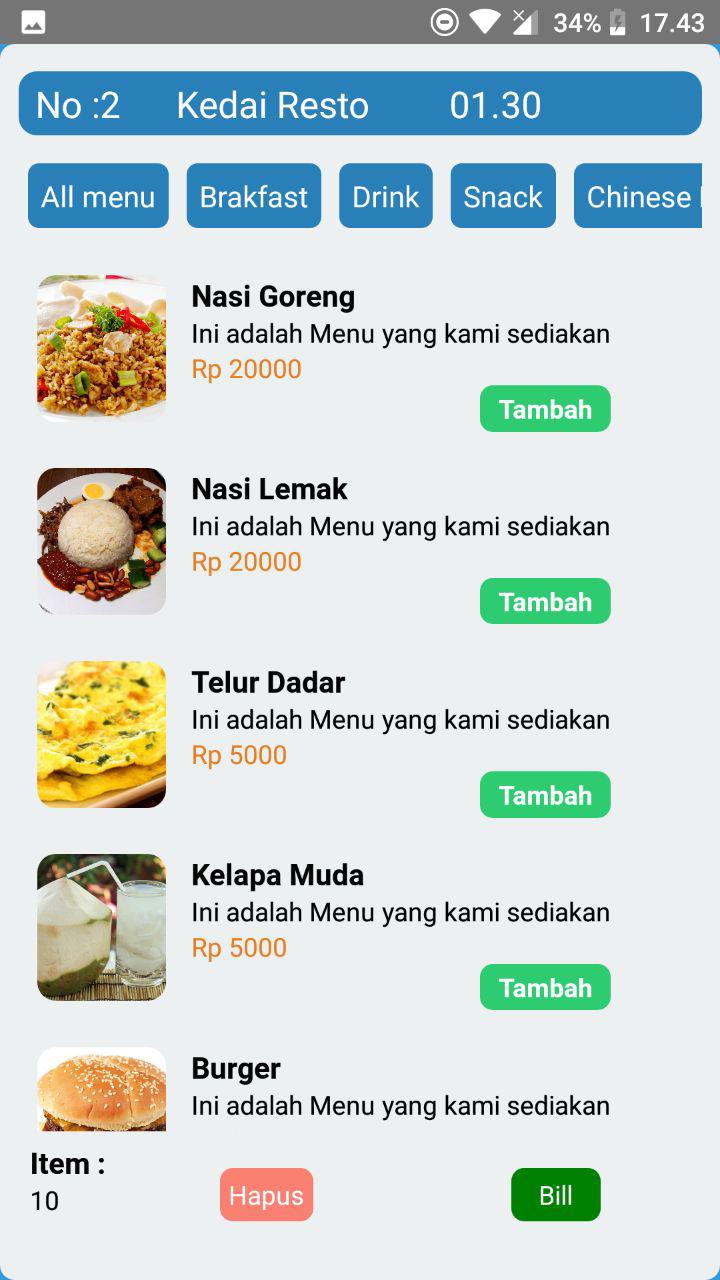 34% 17.43
No :2 Kedai Resto 01.30
All menu Brakfast Drink Snack Chinese
Nasi Goreng
Ini adalah Menu yang kami sediakan
Rp 20000
Tambah
Nasi Lemak
Ini adalah Menu yang kami sediakan
Rp 20000
Tambah
Telur Dadar
Ini adalah Menu yang kami sediakan
Rp 5000
Tambah
Kelapa Muda
Ini adalah Menu yang kami sediakan
Rp 5000
Tambah
Burger
Ini adalah Menu yang kami sediakan
Item :
10
Hapus Bill